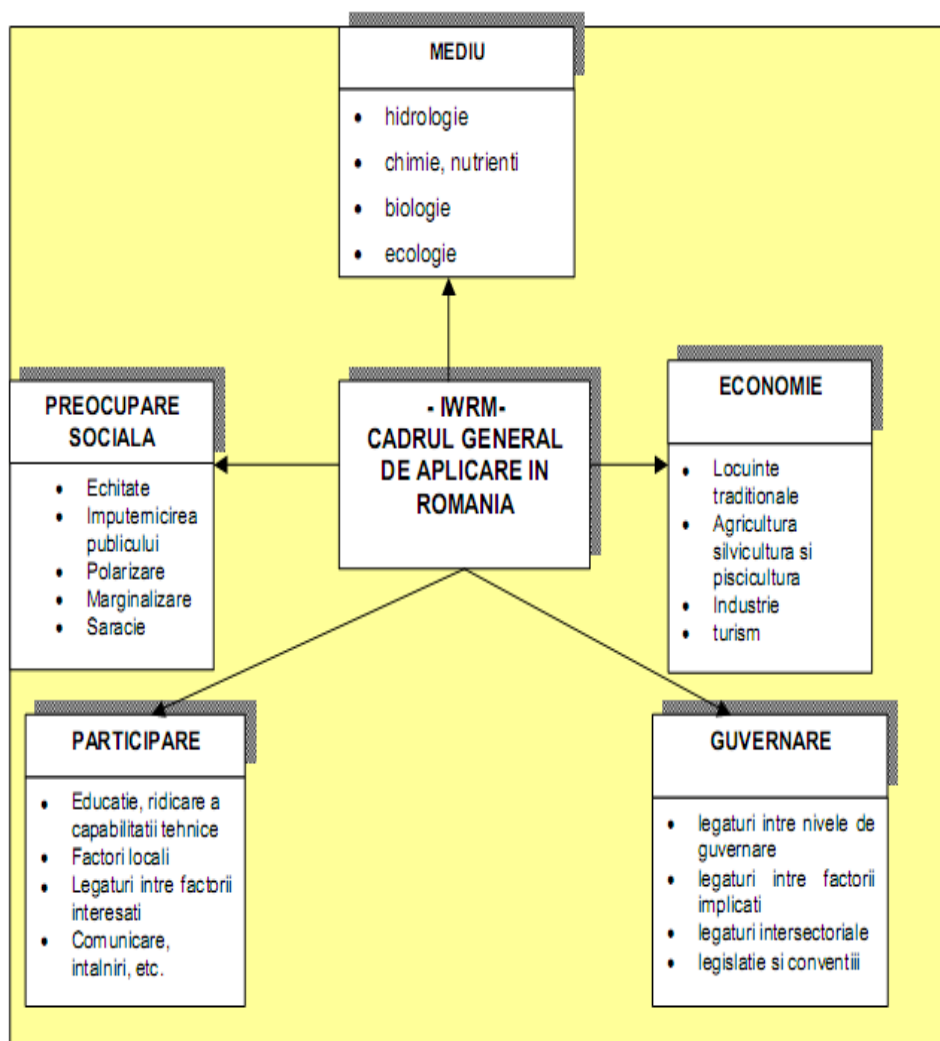 MEDIU
• hidrologie
• chimie, nutrienti
• biologie
• ecologie
PREOCUPARE
SOCIALA
• Echitate
• Imputernicirea
publicului
• Polarizare
• Marginalizare
• Saracie
- IWRM-
CADRUL GENERAL
DE APLICARE IN
ROMANIA
ECONOMIE
• Locuinte
traditionale
• Agricultura
silvicultura si
piscicultura
• Industrie
• turism
PARTICIPARE
• Educatie, ridicare a
capabilitatii tehnice
• Factori locali
• Legaturi intre factorii
interesati
• Comunicare,
intalniri, etc.
GUVERNARE
• legaturi intre nivele de
guvernare
• legaturi intre factorii
implicati
• legaturi intersectoriale
• legislatie si conventiii